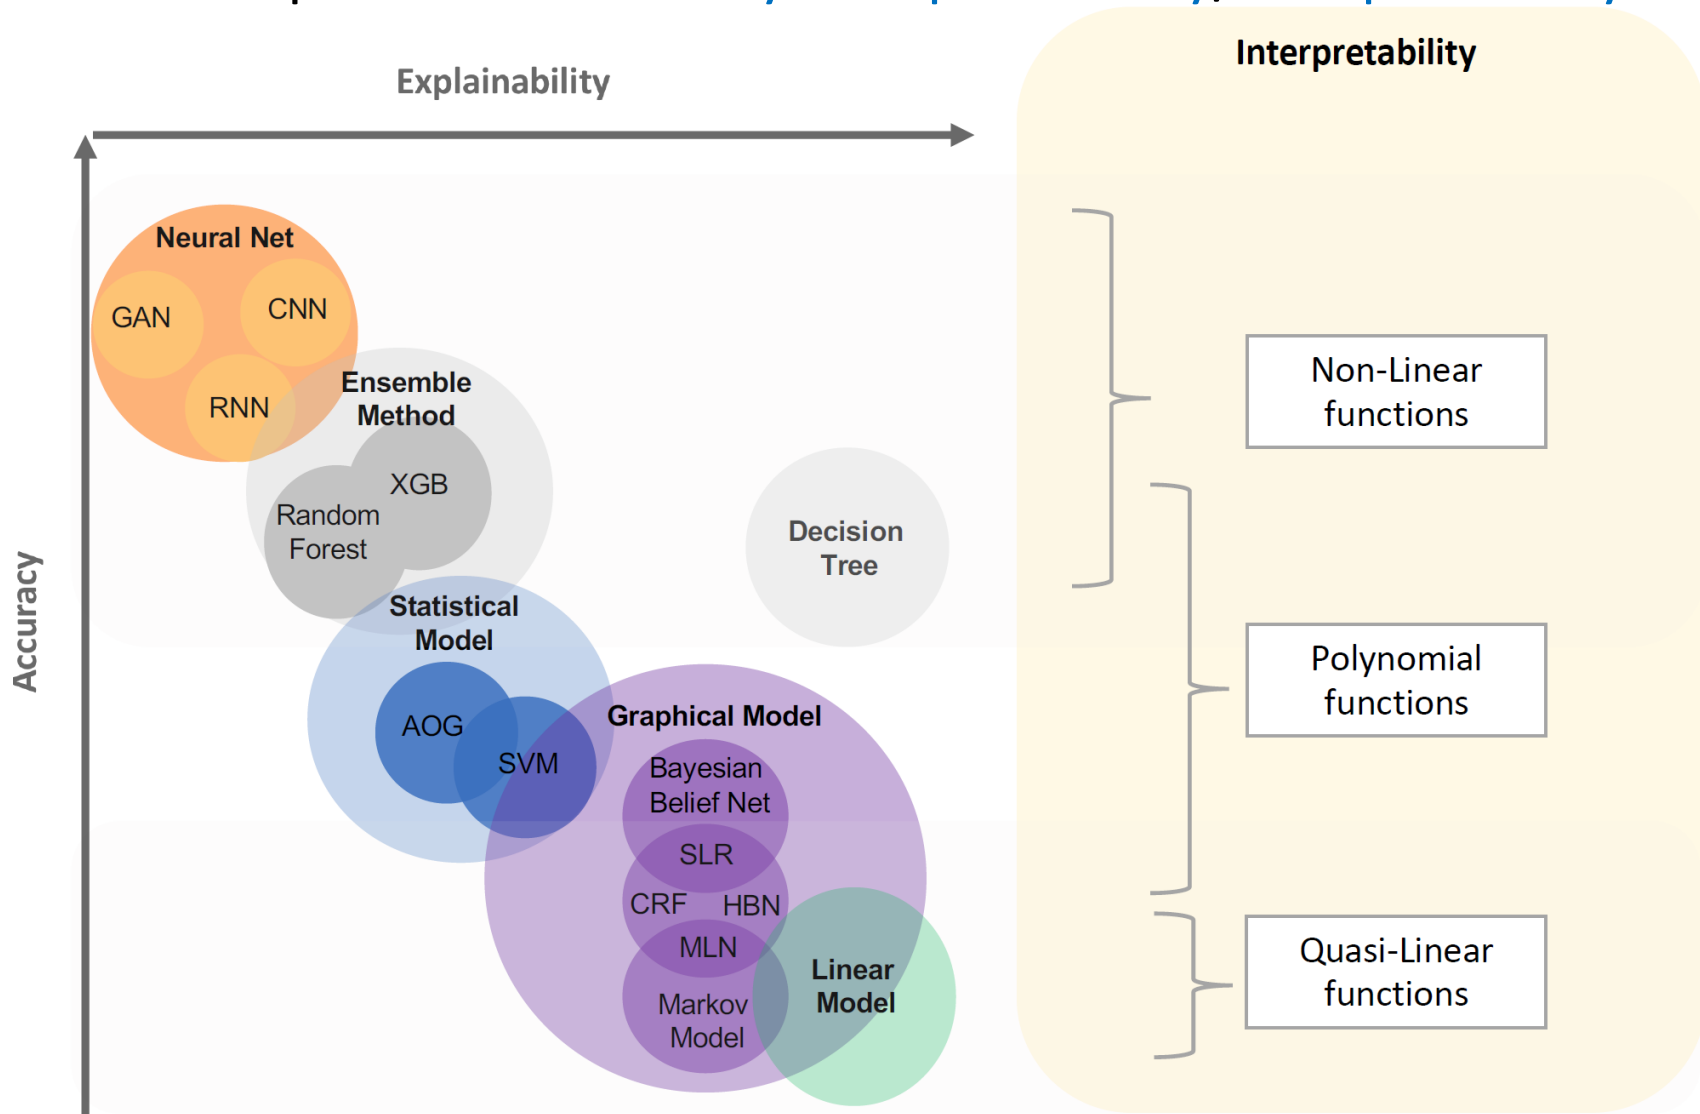 Interpretability
Explainability
Accuracy
Neural Net
GAN
CNN
RNN
Ensemble
Method
XGB
Random
Forest
Decision
Tree
Statistical
Model
AOG
SVM
Graphical Model
Bayesian
Belief Net
SLR
CRF
HBN
MLN
Markov
Model
Linear
Model
Non-Linear
functions
Polynomial
functions
Quasi-Linear
functions